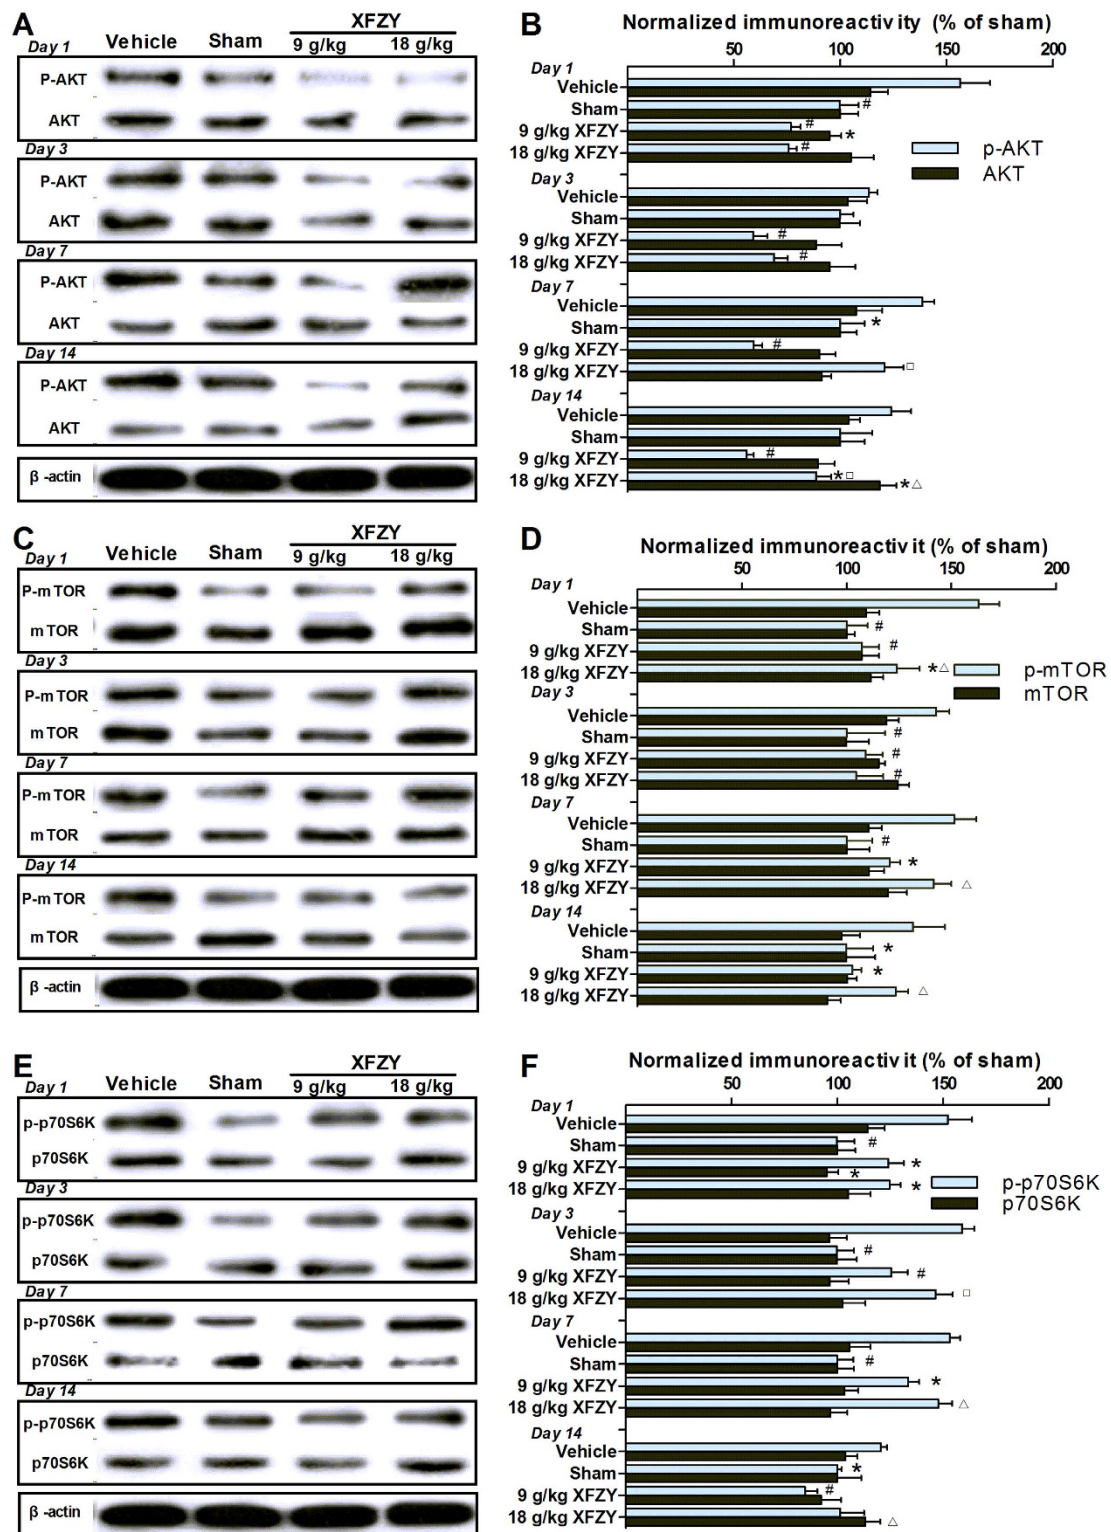 A
XFZY
Day 1 Vehicle Sham 9 g/kg 18 g/kg
P-AKT
AKT
Day 3
P-AKT
AKT
Day 7
P-AKT
AKT
Day 14
P-AKT
AKT
β -actin
B Normalized immunoreactivity (% of sham)
50 100 150 200
Day 1
Vehicle
Sham #
9 g/kg XFZY #
*
18 g/kg XFZY #
p-AKT
AKT
Day 3
Vehicle
Sham
9 g/kg XFZY #
18 g/kg XFZY #
Day 7
Vehicle
Sham *
9 g/kg XFZY #
18 g/kg XFZY □
Day 14
Vehicle
Sham
9 g/kg XFZY #
18 g/kg XFZY *□
*△
C
XFZY
Day 1 Vehicle Sham 9 g/kg 18 g/kg
P-mTOR
mTOR
Day 3
P-mTOR
mTOR
Day 7
P-mTOR
mTOR
Day 14
P-mTOR
mTOR
β -actin
D Normalized immunoreactivit (% of sham)
50 100 150 200
Day 1
Vehicle
Sham #
9 g/kg XFZY #
18 g/kg XFZY *△
p-mTOR
mTOR
Day 3
Vehicle
Sham #
9 g/kg XFZY #
18 g/kg XFZY #
Day 7
Vehicle
Sham #
9 g/kg XFZY *
18 g/kg XFZY △
Day 14
Vehicle
Sham *
9 g/kg XFZY *
18 g/kg XFZY △
E
XFZY
Day 1 Vehicle Sham 9 g/kg 18 g/kg
p-p70S6K
p70S6K
Day 3
p-p70S6K
p70S6K
Day 7
p-p70S6K
p70S6K
Day 14
p-p70S6K
p70S6K
β -actin
F Normalized immunoreactivit (% of sham)
50 100 150 200
Day 1
Vehicle
Sham #
9 g/kg XFZY *
*
18 g/kg XFZY *
p-p70S6K
p70S6K
Day 3
Vehicle
Sham #
9 g/kg XFZY #
18 g/kg XFZY □
Day 7
Vehicle
Sham #
9 g/kg XFZY *
18 g/kg XFZY △
Day 14
Vehicle
Sham *
9 g/kg XFZY #
18 g/kg XFZY
△